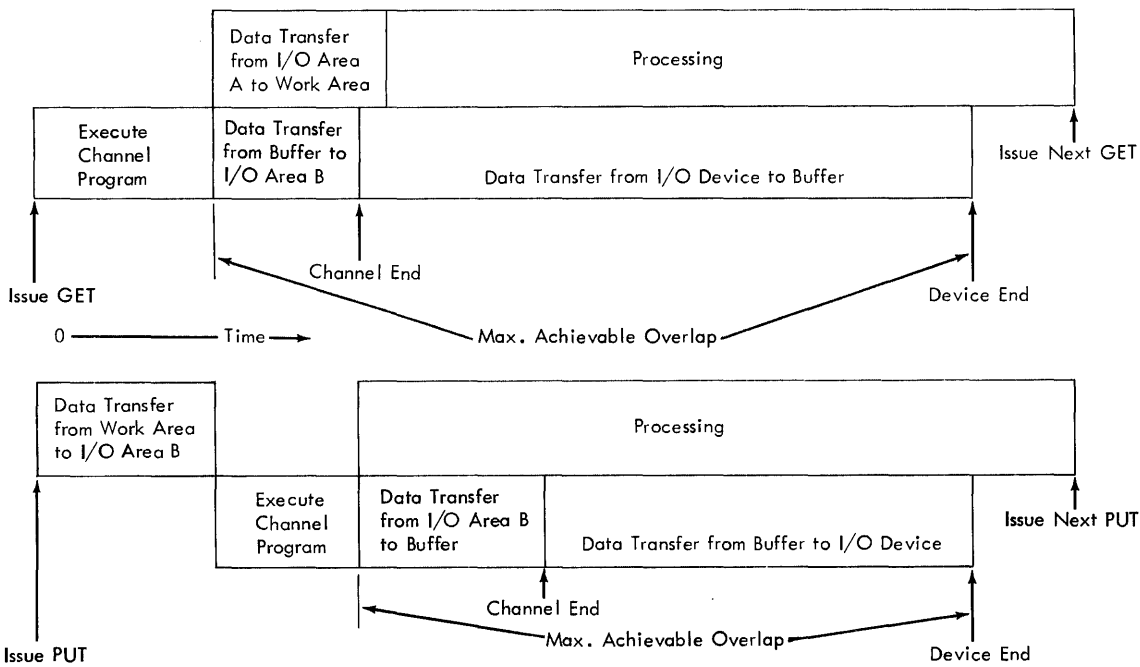 Data Transfer
from I/O Area
A to Work Area
Processing
Execute
Channel
Program
Data Transfer
from Buffer to
I/O Area B
Data Transfer from I/O Device to Buffer
Issue Next GET
Channel End
Issue GET
Device End
0 Time
Max. Achievable Overlap
Data Transfer
from Work Area
to I/O Area B
Processing
Execute
Channel
Program
Data Transfer
from I/O Area B
to Buffer
Data Transfer from Buffer to I/O Device
Issue Next PUT
Channel End
Max. Achievable Overlap
Issue PUT
Device End